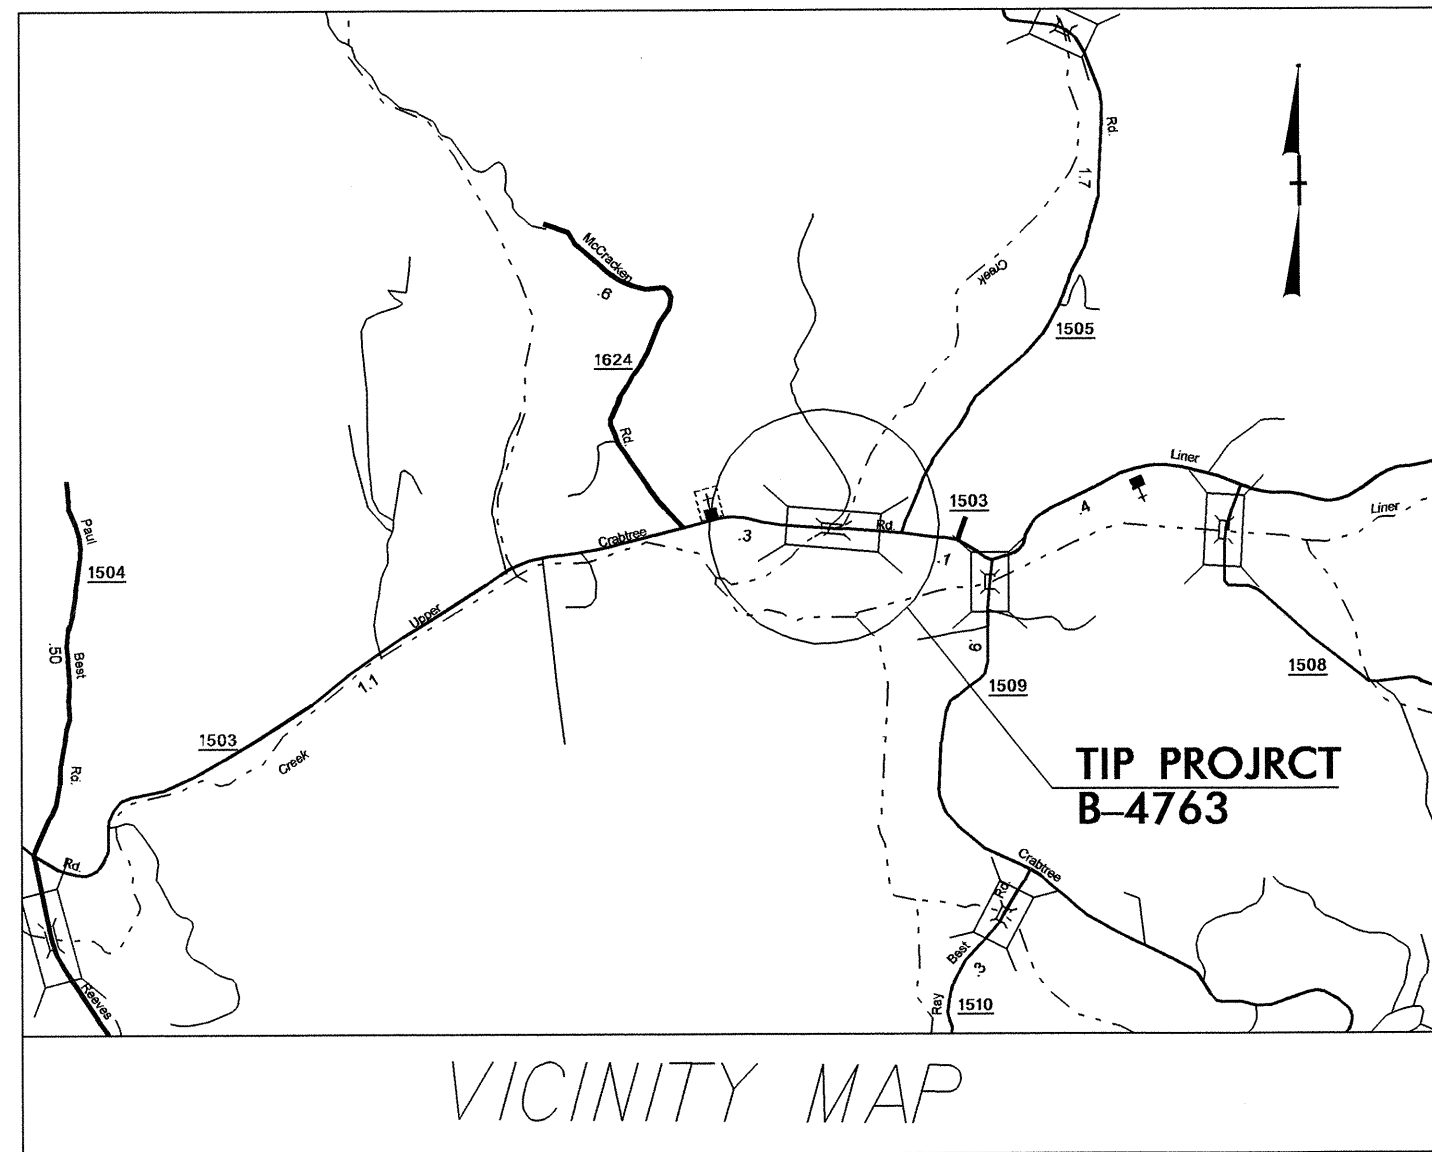 Rd.
1.7
McCracken
.6
Creek
1505
1624
Rd.
Liner
Paul
1503
.4
Liner
Crabtree
.3
Rd.
.1
1504
Upper
.50
Best
.6
1508
1.1
1509
1503
Creek
Rd.
TIP PROJRCT
B-4763
Rd.
Crabtree
Rd.
Best
.3
Reeves
Ray
1510
VICINITY MAP